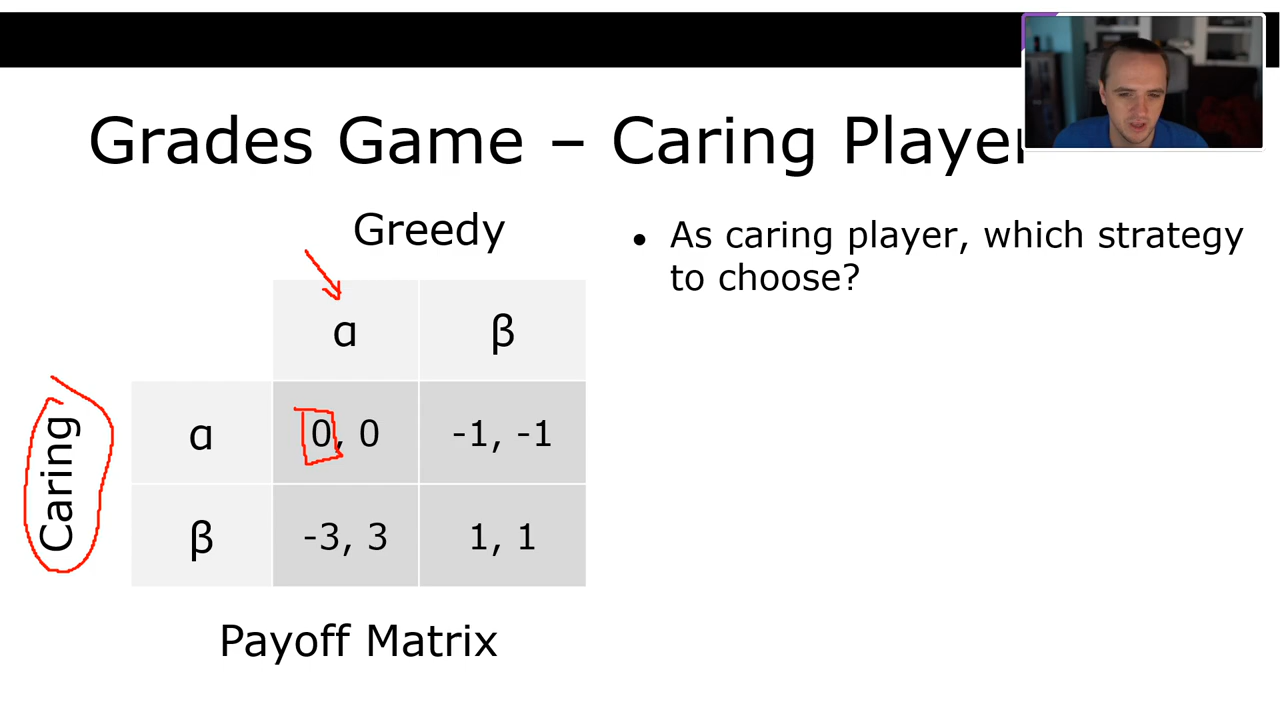 Grades Game – Caring Player
Greedy
α β
Caring
α 0, 0 -1, -1
β -3, 3 1, 1
Payoff Matrix
• As caring player, which strategy
to choose?